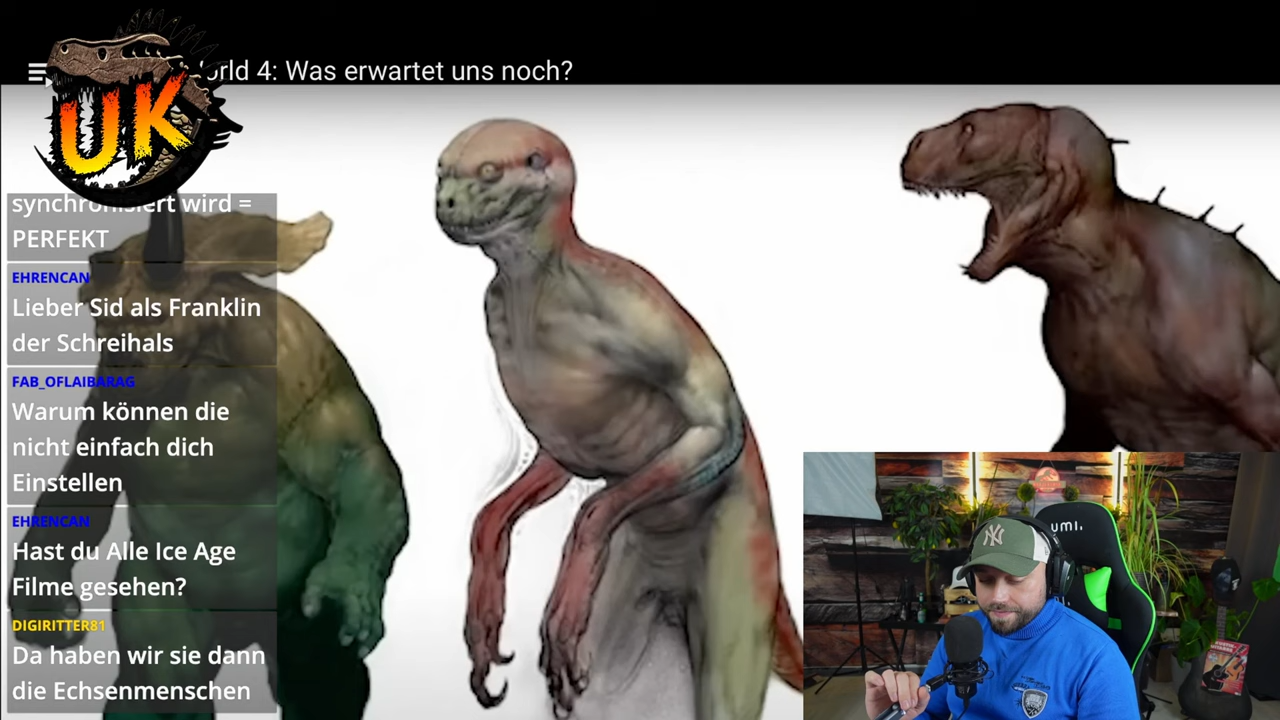 UK
orld 4: Was erwartet uns noch?
synchronisiert wird =
PERFEKT
EHRENCAN
Lieber Sid als Franklin
der Schreihals
FAB_OFLAIBARAG
Warum können die
nicht einfach dich
Einstellen
EHRENCAN
Hast du Alle Ice Age
Filme gesehen?
DIGIRITTER81
Da haben wir sie dann
die Echsenmenschen
UMI.
NY